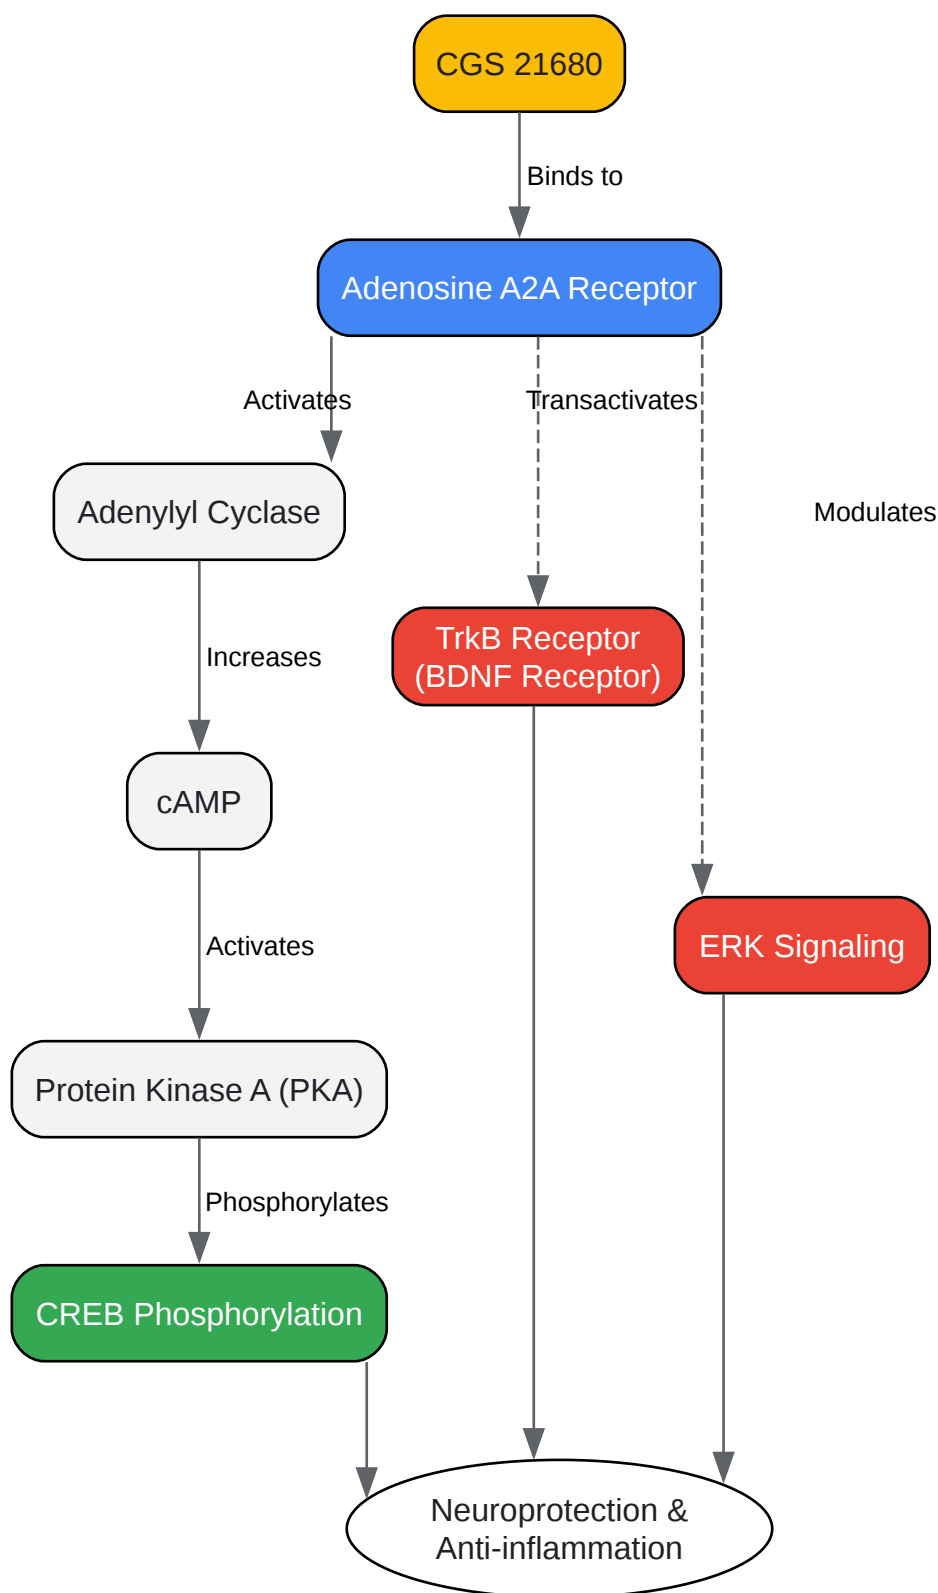 CGS 21680
Binds to
Adenosine A2A Receptor
Activates
Transactivates
Adenylyl Cyclase
Modulates
TrkB Receptor
(BDNF Receptor)
Increases
cAMP
Activates
ERK Signaling
Protein Kinase A (PKA)
Phosphorylates
CREB Phosphorylation
Neuroprotection &
Anti-inflammation